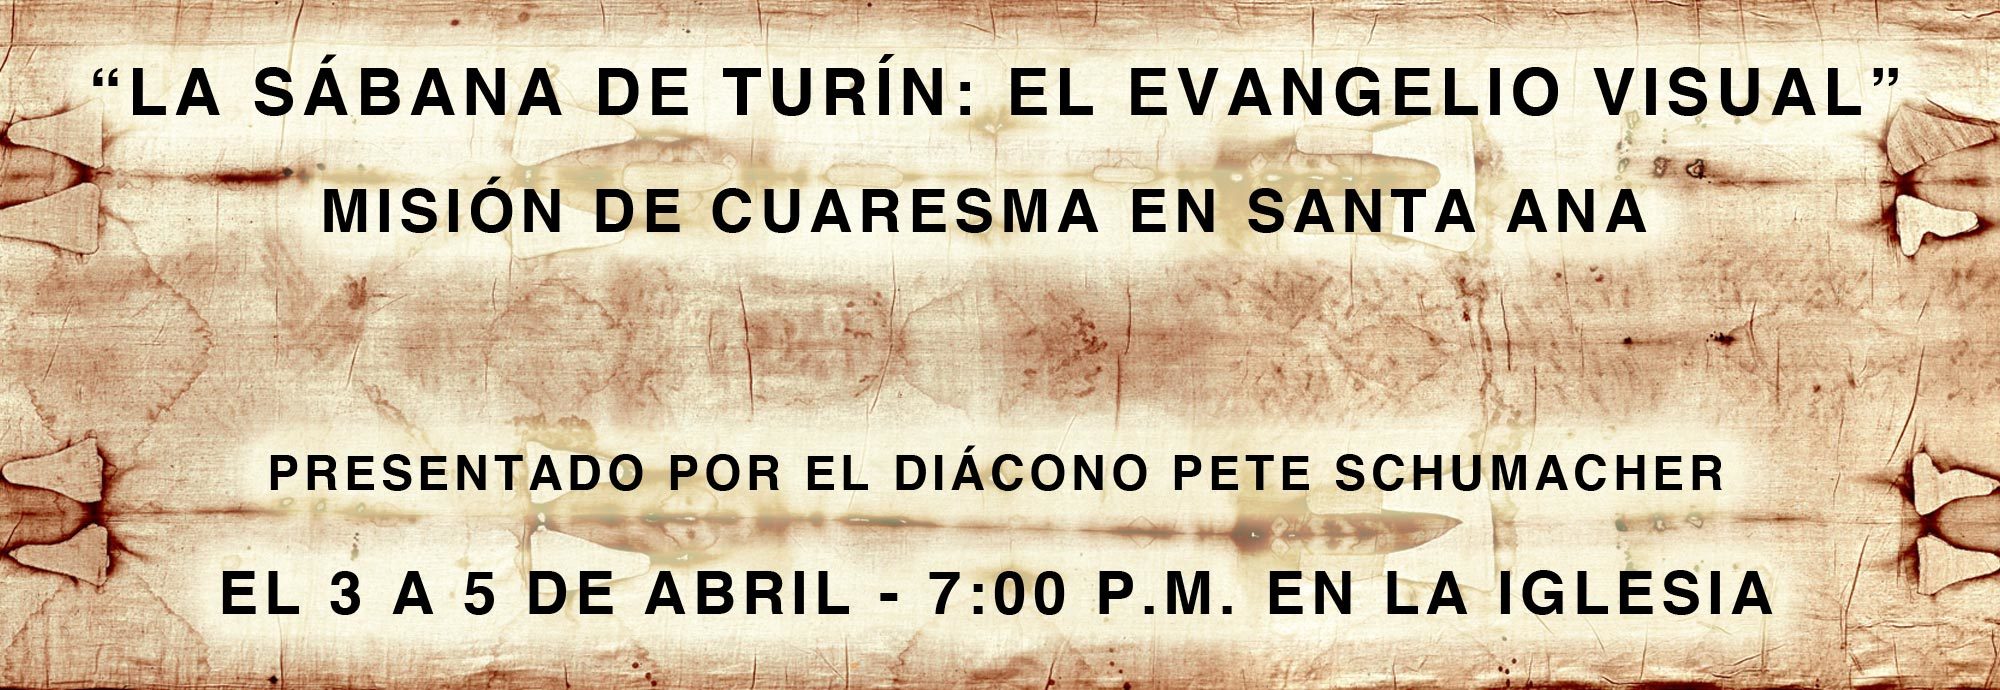 “LA SÁBANA DE TURÍN: EL EVANGELIO VISUAL”
MISIÓN DE CUARESMA EN SANTA ANA
PRESENTADO POR EL DIÁCONO PETE SCHUMACHER
EL 3 A 5 DE ABRIL - 7:00 P.M. EN LA IGLESIA